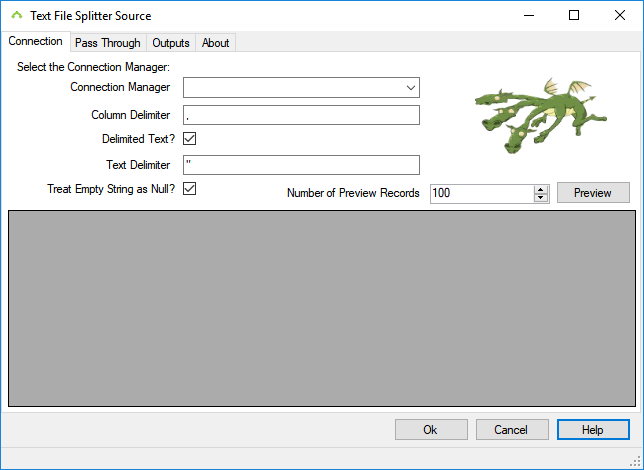 Text File Splitter Source
Connection Pass Through Outputs About
Select the Connection Manager:
Connection Manager
Column Delimiter ,
Delimited Text?
Text Delimiter "
Treat Empty String as Null?
Number of Preview Records 100 Preview
Ok Cancel Help